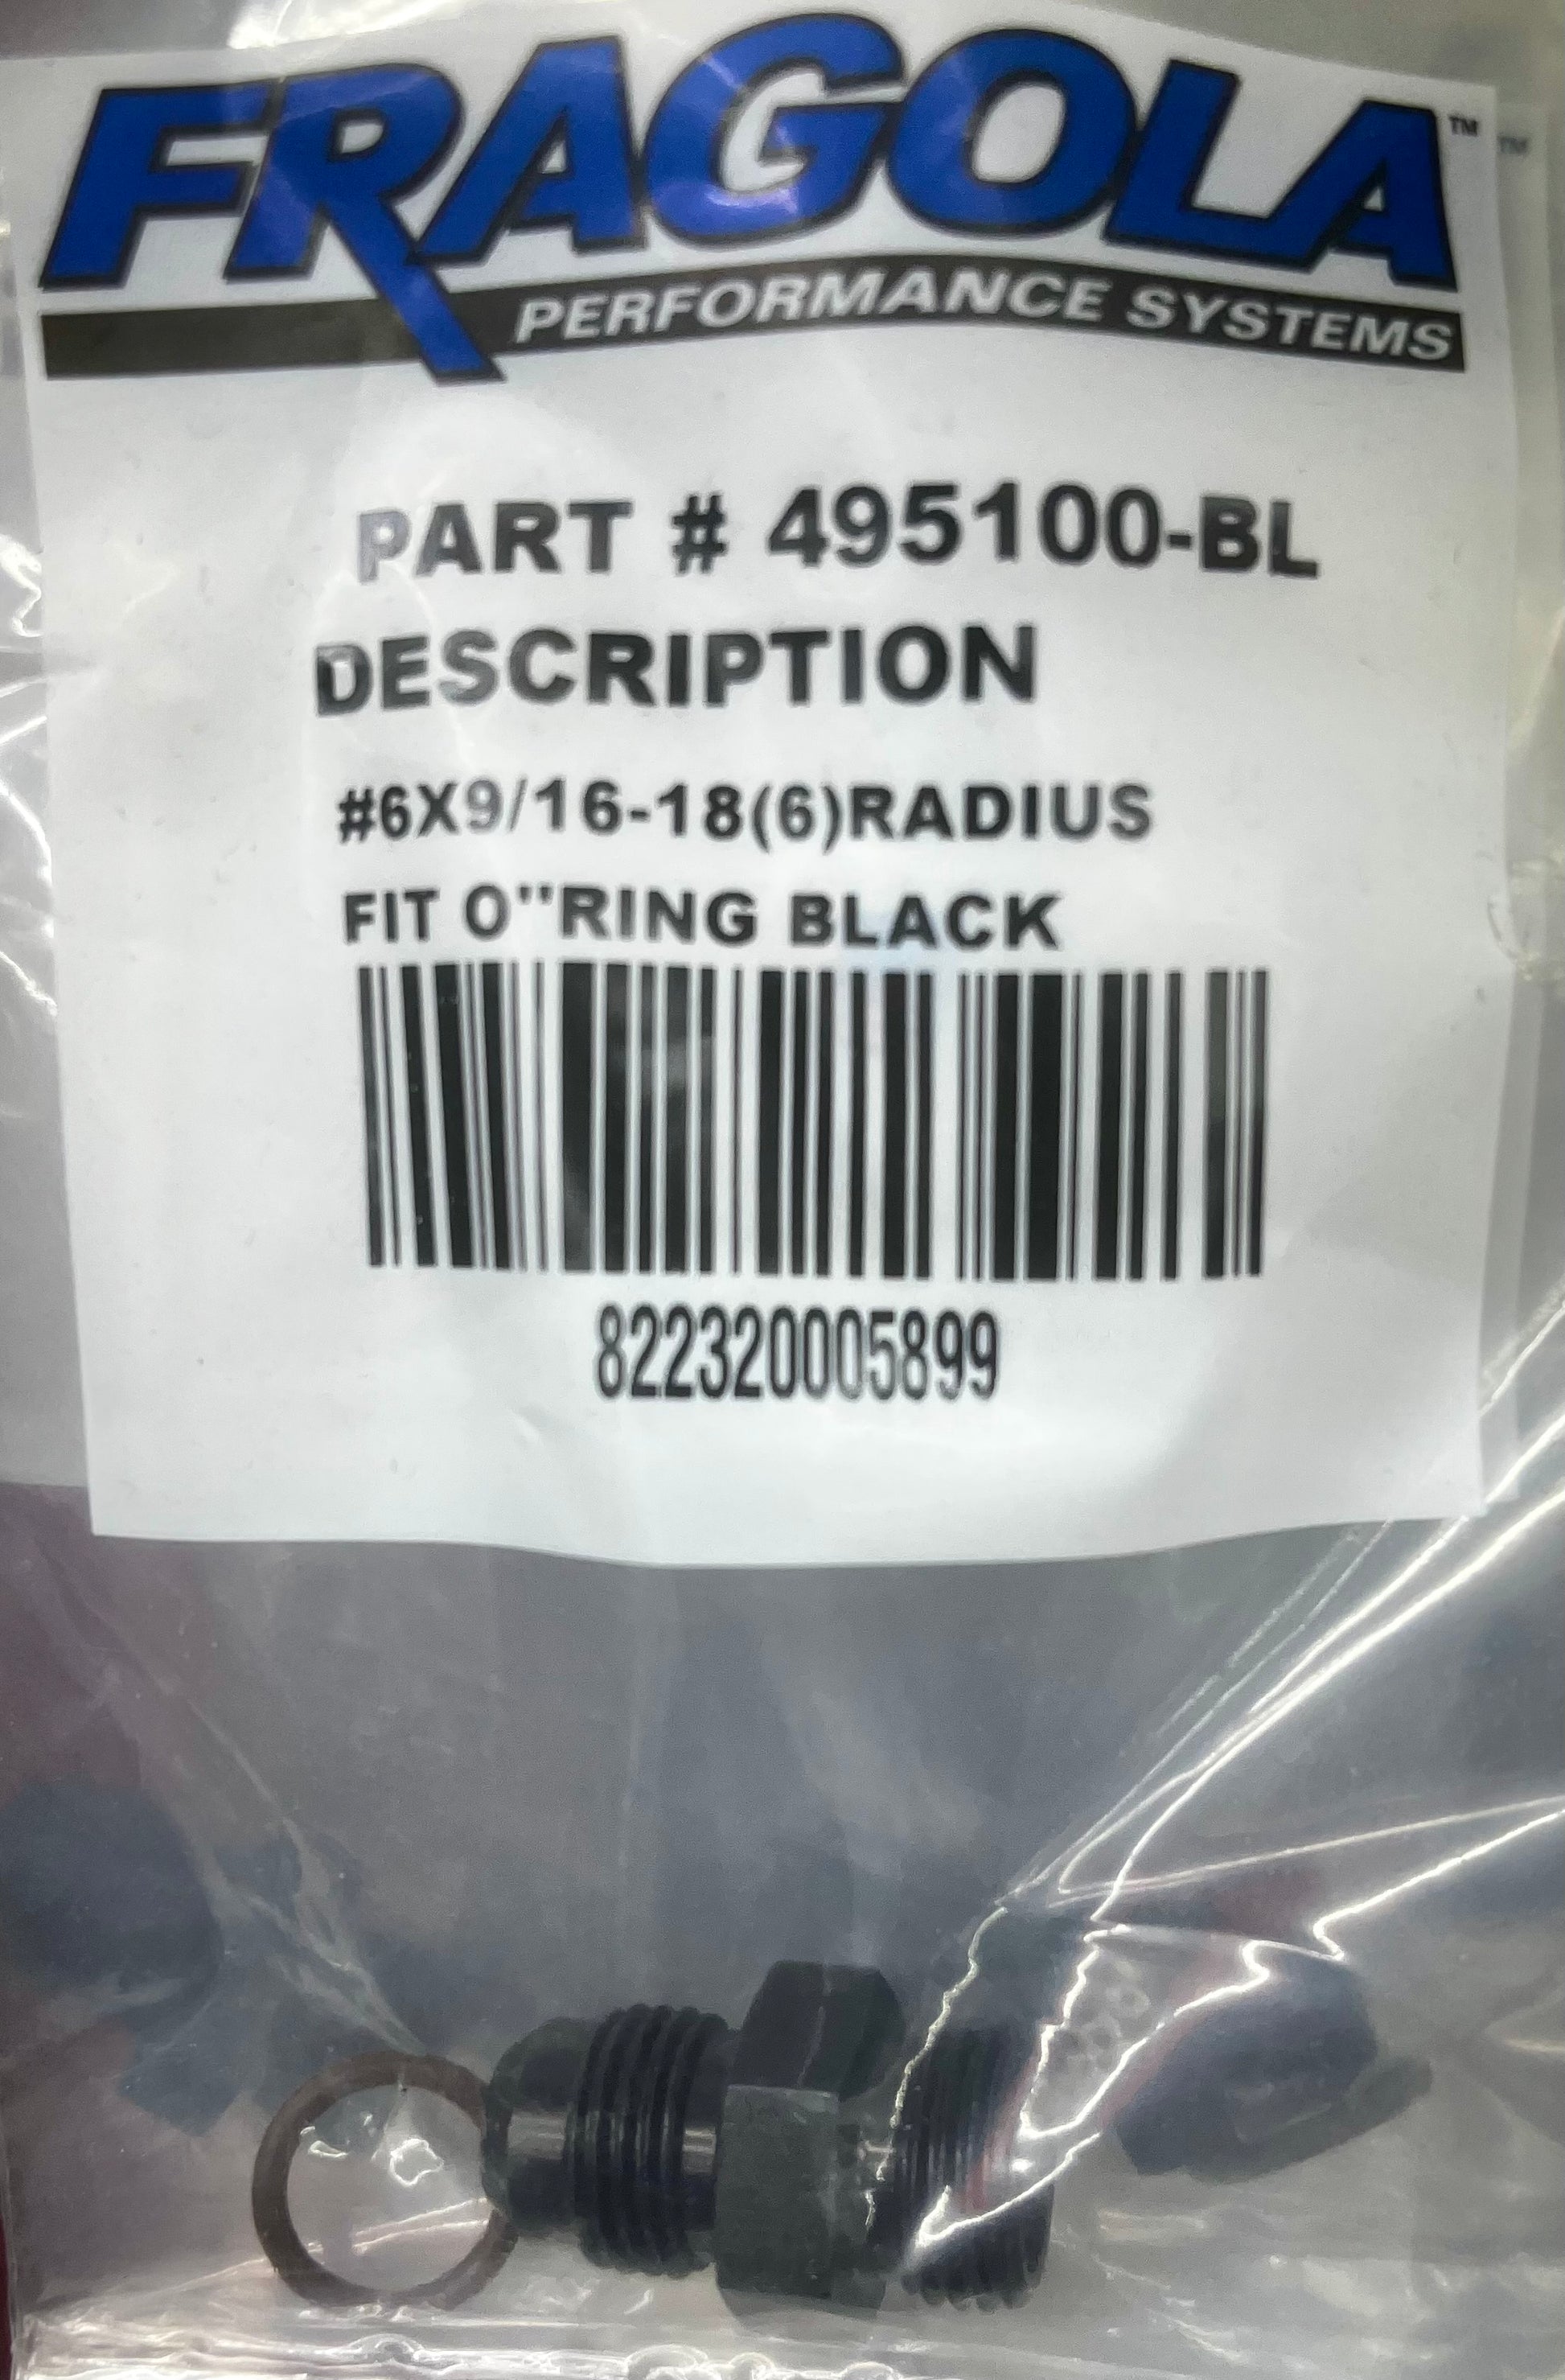 FRAGOLA™
PERFORMANCE SYSTEMS
PART # 495100-BL
DESCRIPTION
#6X9/16-18(6)RADIUS
FIT O"RING BLACK
822320005899